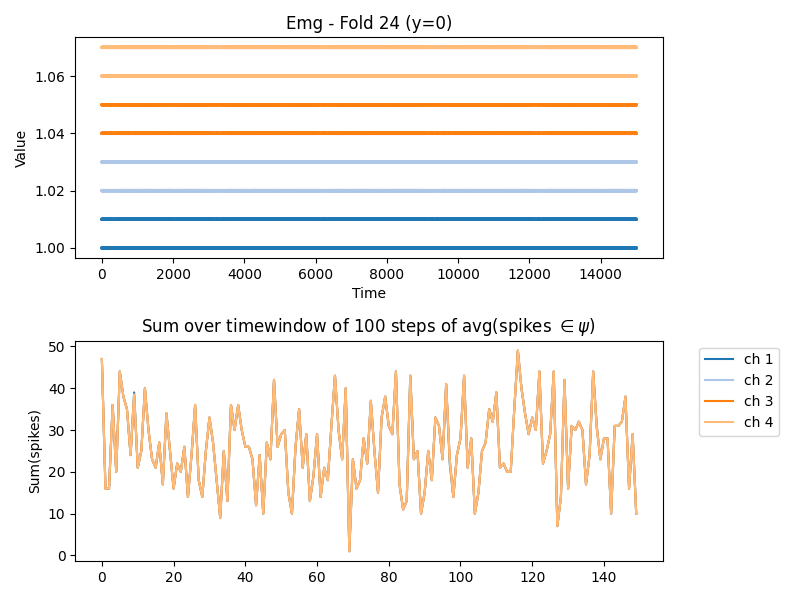 Emg - Fold 24 (y=0)
Value
1.06
1.04
1.02
1.00
0 2000 4000 6000 8000 10000 12000 14000
Time
Sum over timewindow of 100 steps of avg(spikes ∈ψ)
Sum(spikes)
50
40
30
20
10
0
0 20 40 60 80 100 120 140
ch 1
ch 2
ch 3
ch 4